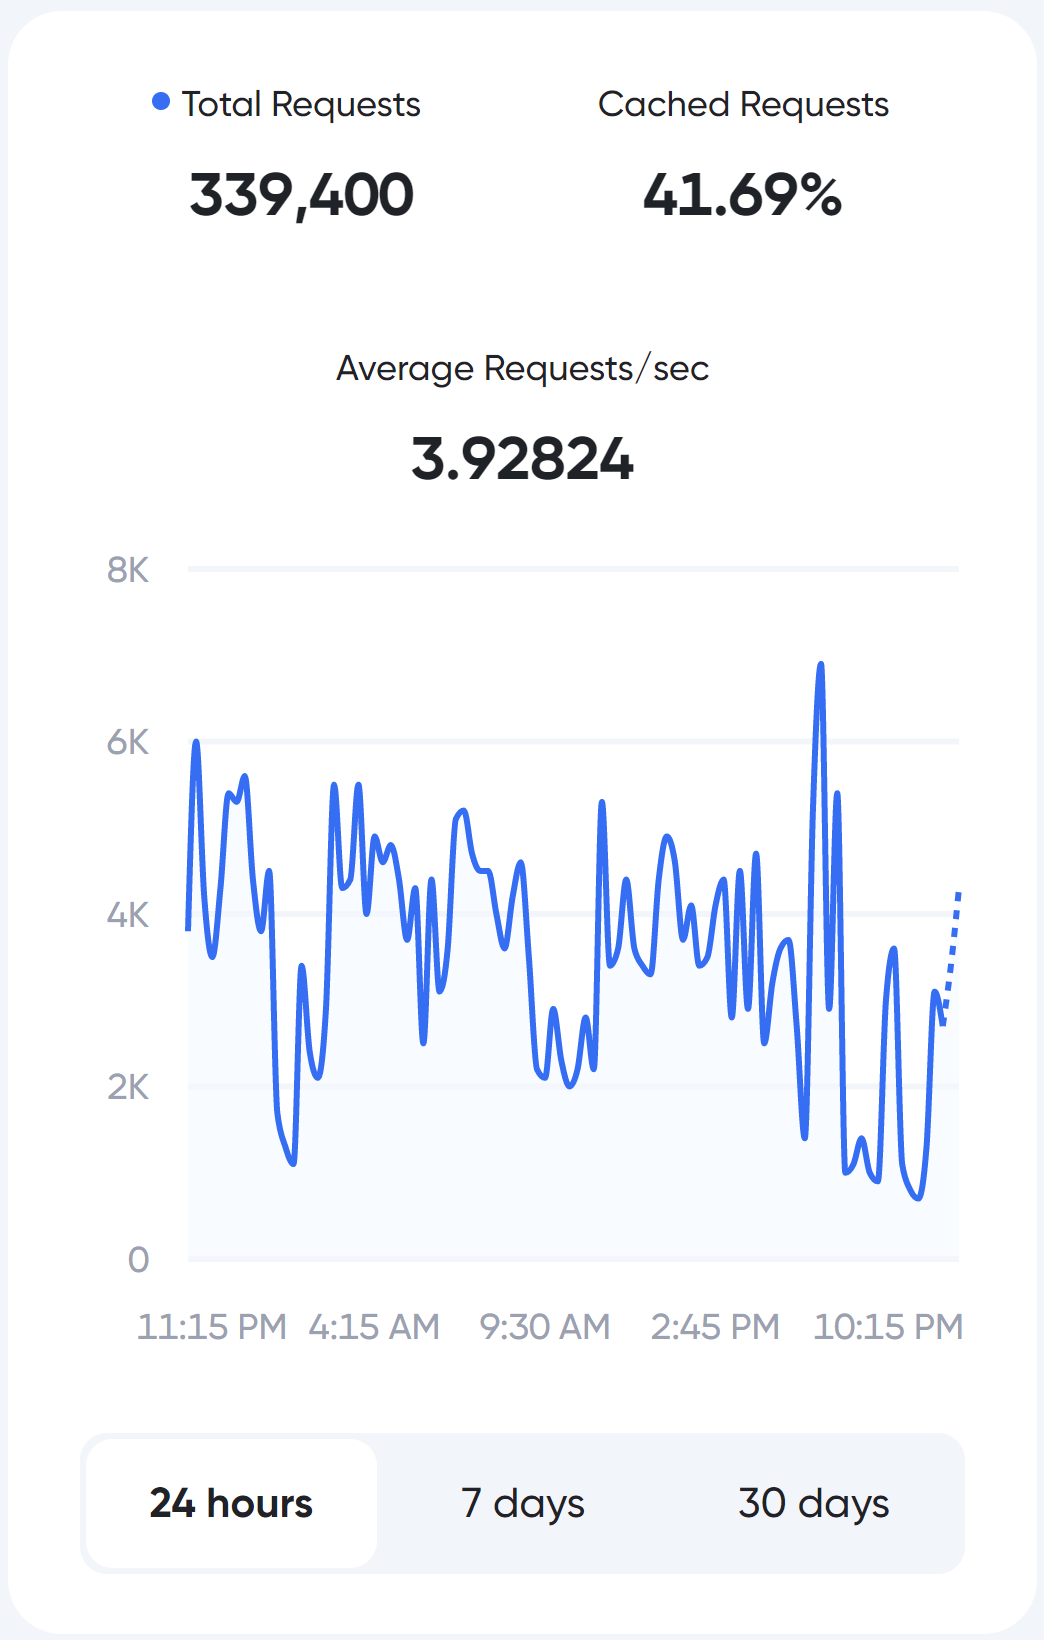 Total Requests
Cached Requests
339,400
41.69%
Average Requests/sec
3.92824
8K
6K
4K
2K
0
11:15 PM 4:15 AM 9:30 AM 2:45 PM 10:15 PM
24 hours 7 days 30 days